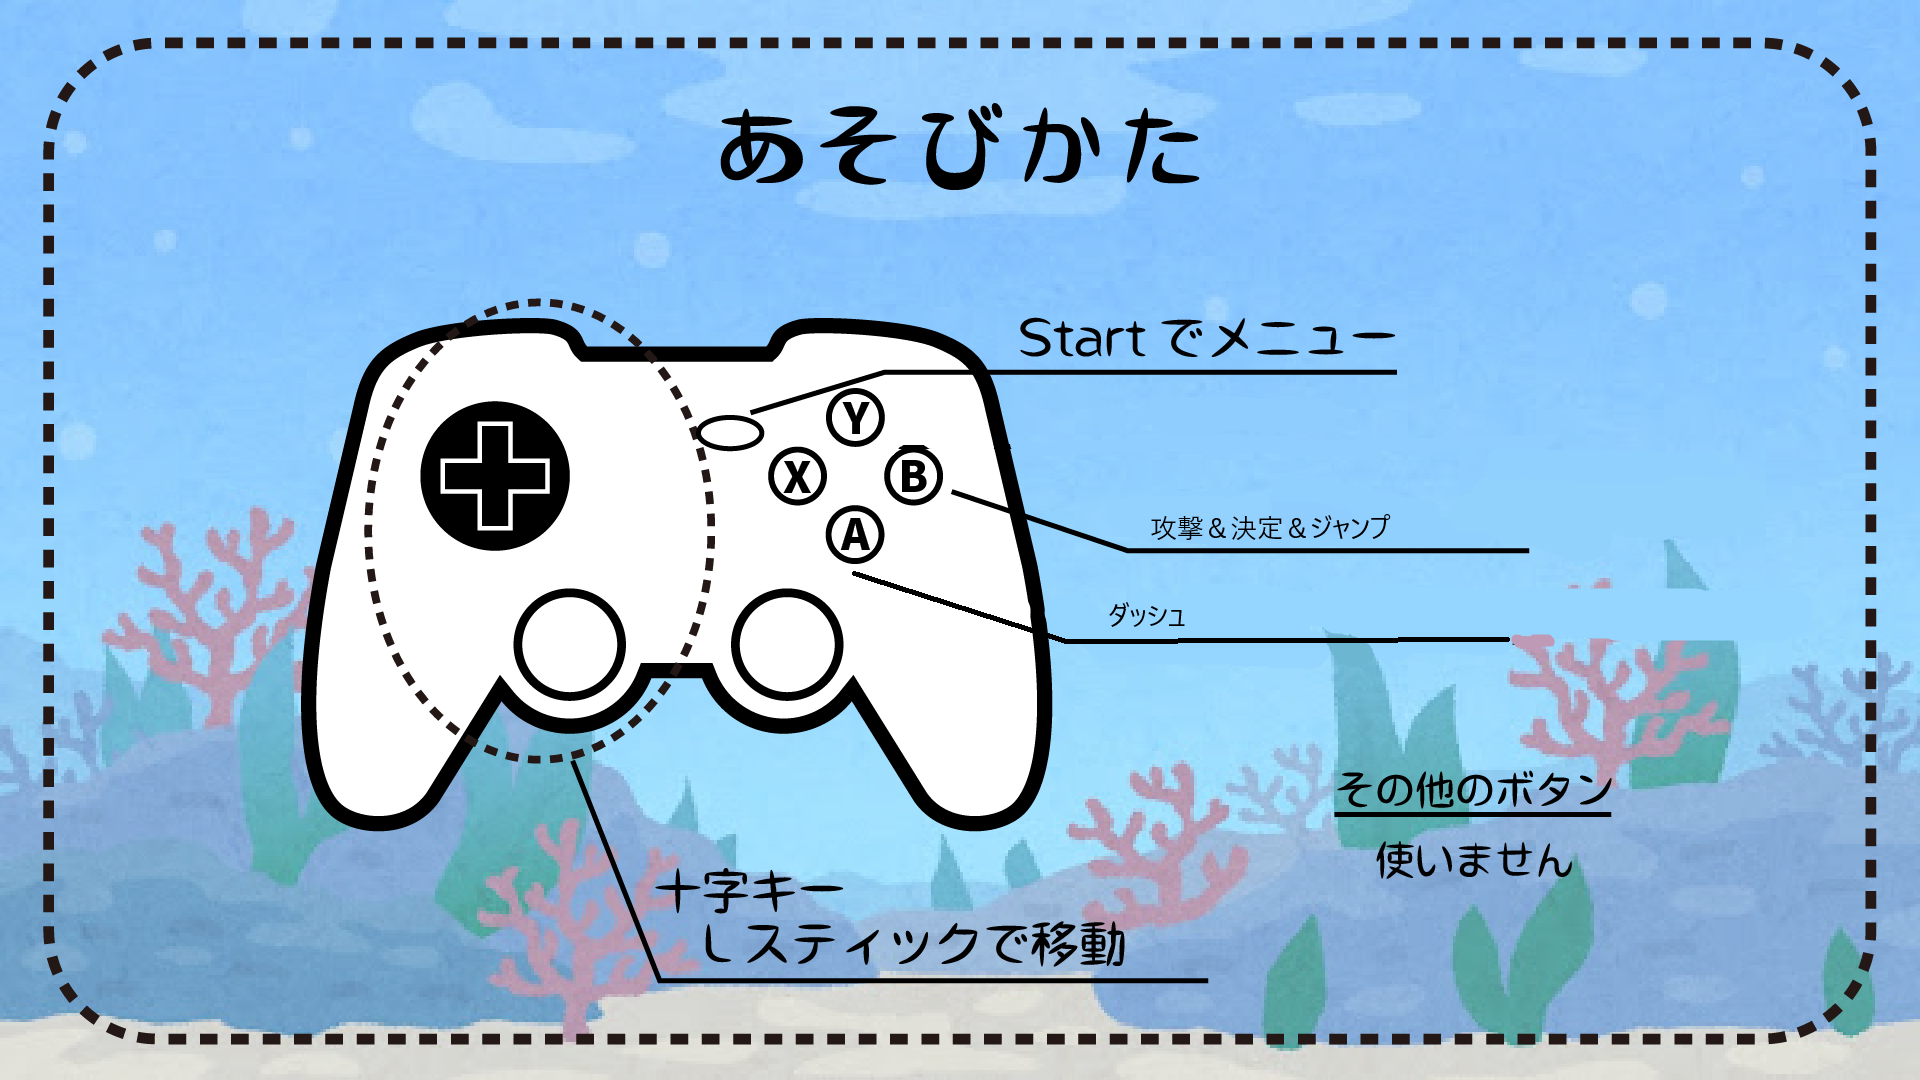 あそびかた
Start でメニュー
Y
X
B
A
攻撃＆決定＆ジャンプ
ダッシュ
その他のボタン
使いません
十字キー
Lスティックで移動